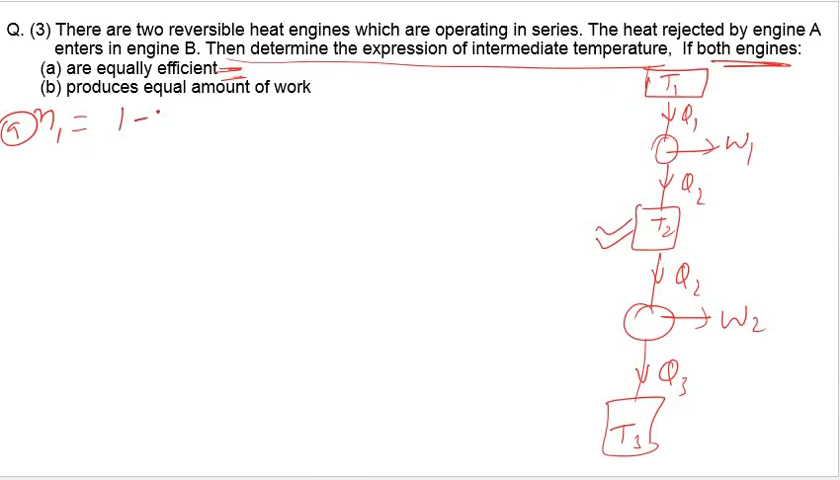 Q. (3) There are two reversible heat engines which are operating in series. The heat rejected by engine A
enters in engine B. Then determine the expression of intermediate temperature, If both engines:
(a) are equally efficient
(b) produces equal amount of work
T1
(a) η1 = 1 -
Q1
W1
Q2
T2
Q2
W2
Q3
T3